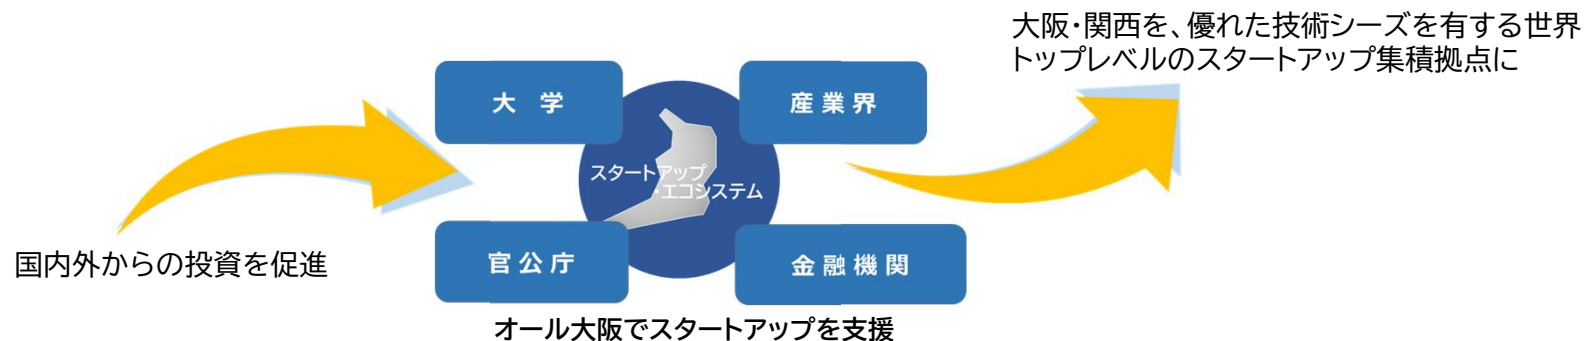 大阪・関西を、優れた技術シーズを有する世界
トップレベルのスタートアップ集積拠点に
大 学
産業界
スタートアップ
・エコシステム
官公庁
金融機関
国内外からの投資を促進
オール大阪でスタートアップを支援